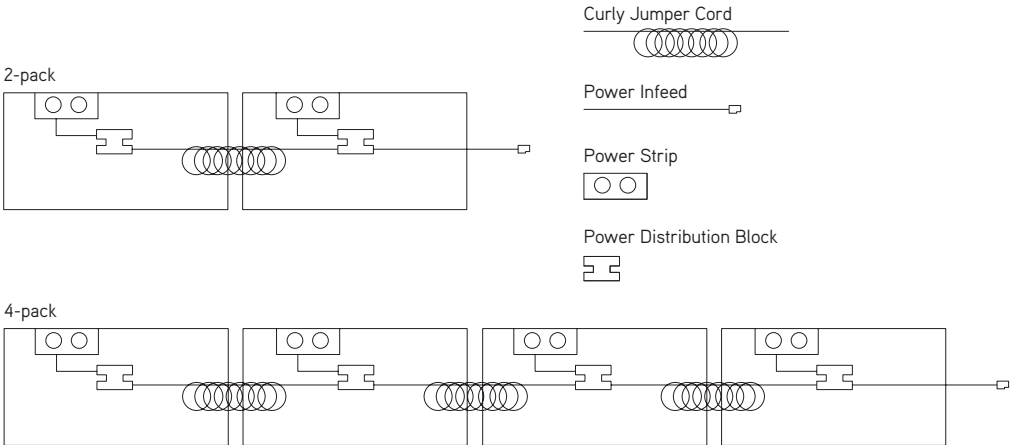 Curly Jumper Cord
2-pack
Power Infeed
Power Strip
Power Distribution Block
4-pack